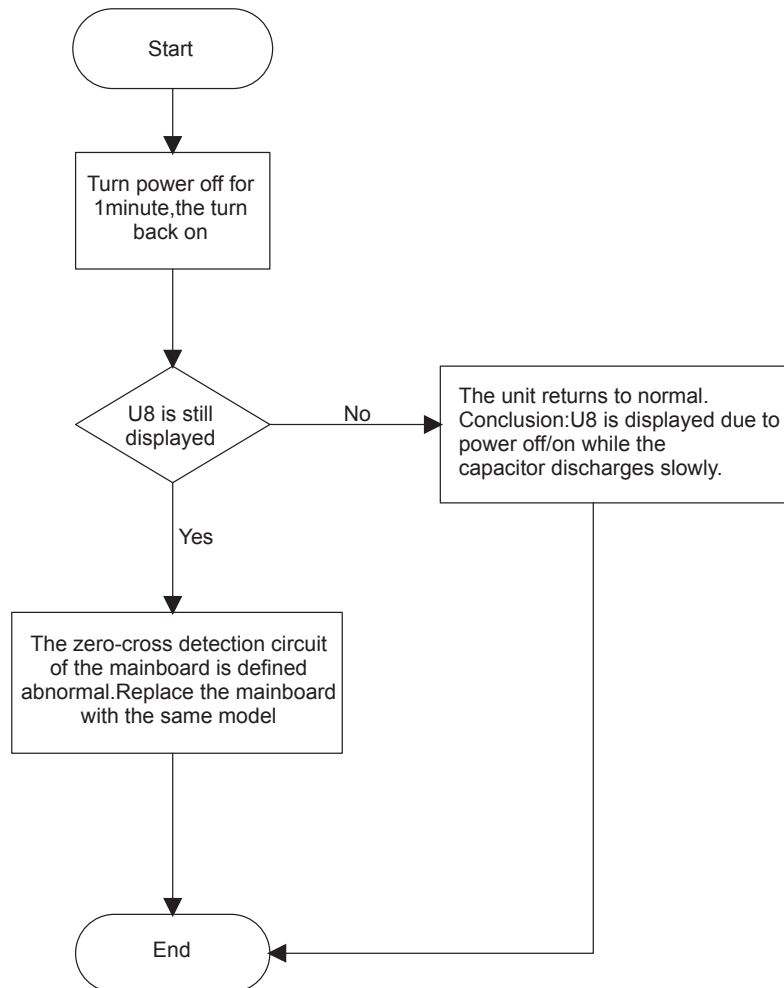 Start
Turn power off for
1minute,the turn
back on
U8 is still
displayed
No
The unit returns to normal.
Conclusion:U8 is displayed due to
power off/on while the
capacitor discharges slowly.
Yes
The zero-cross detection circuit
of the mainboard is defined
abnormal.Replace the mainboard
with the same model
End